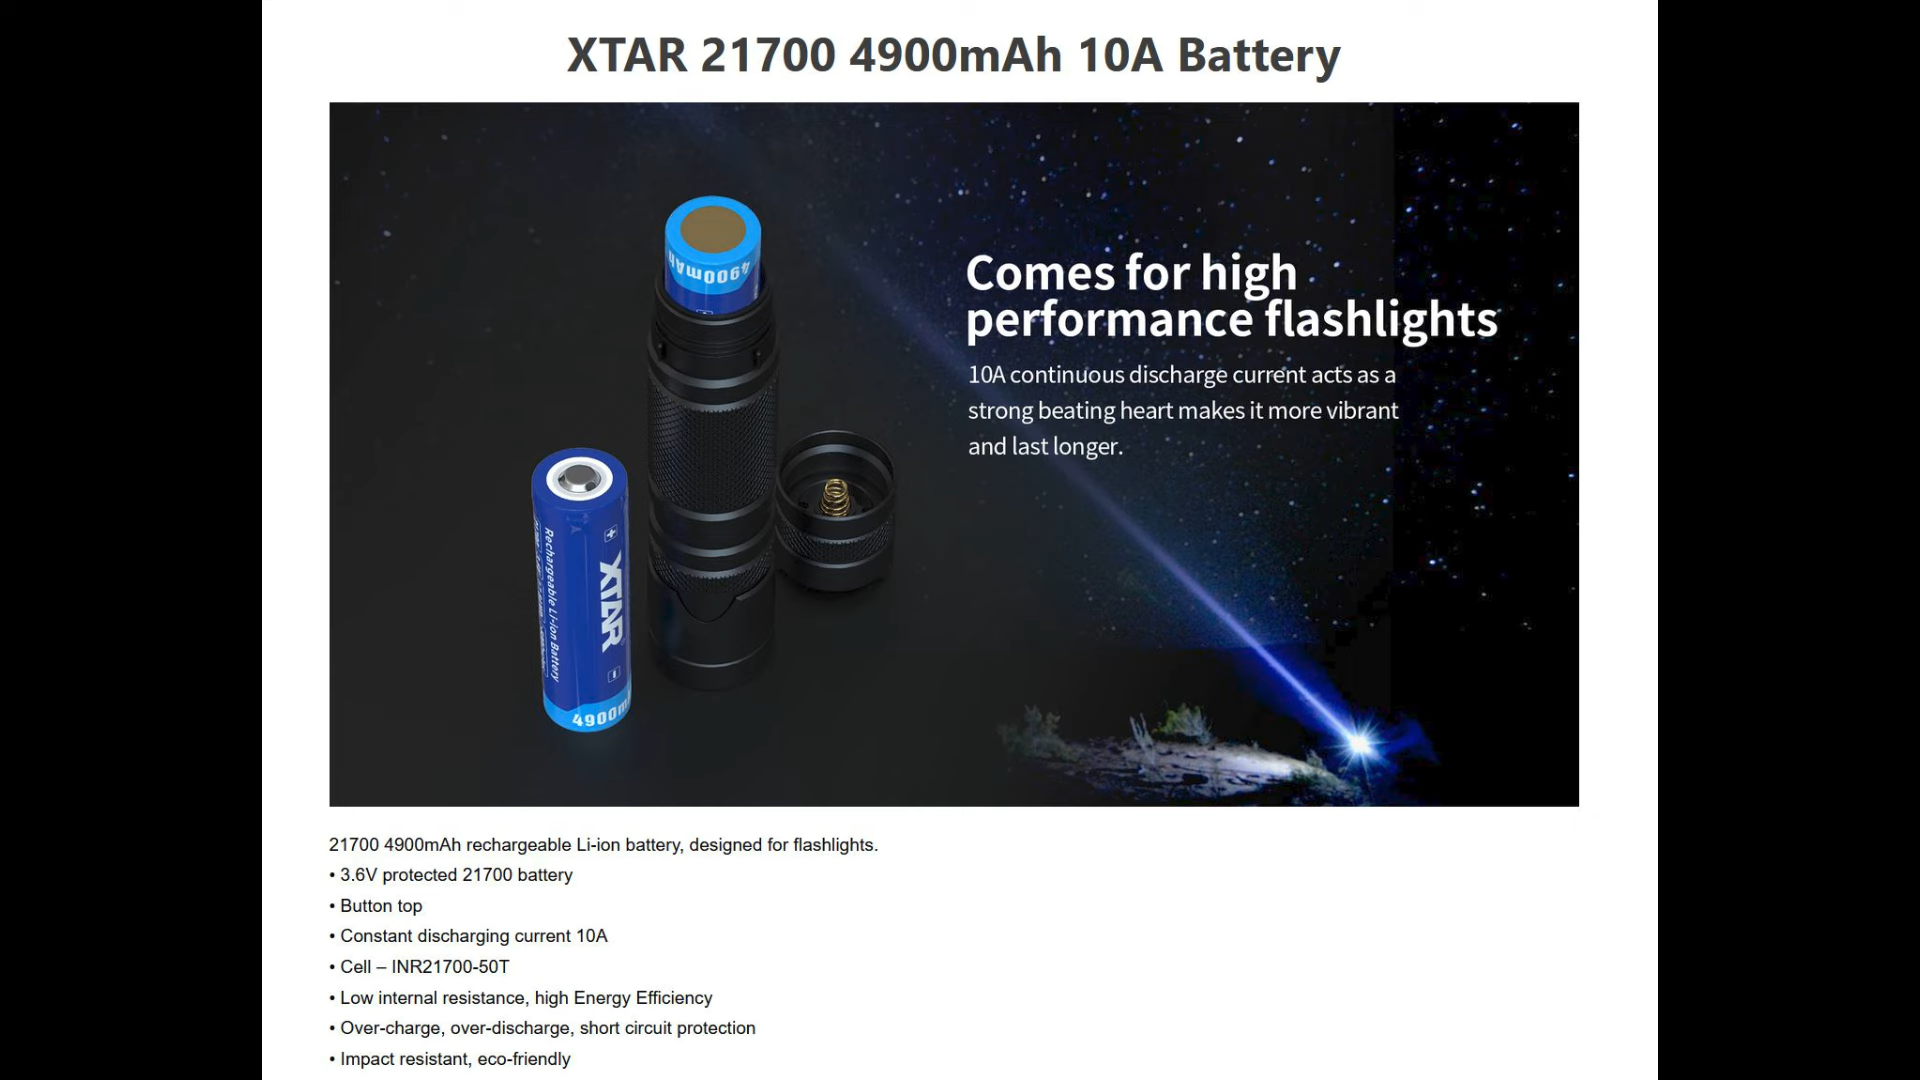 XTAR 21700 4900mAh 10A Battery
4900mAh
Comes for high
performance flashlights
10A continuous discharge current acts as a
strong beating heart makes it more vibrant
and last longer.
Rechargeable Li-ion Battery
XTAR
4900m
21700 4900mAh rechargeable Li-ion battery, designed for flashlights.
• 3.6V protected 21700 battery
• Button top
• Constant discharging current 10A
• Cell – INR21700-50T
• Low internal resistance, high Energy Efficiency
• Over-charge, over-discharge, short circuit protection
• Impact resistant, eco-friendly